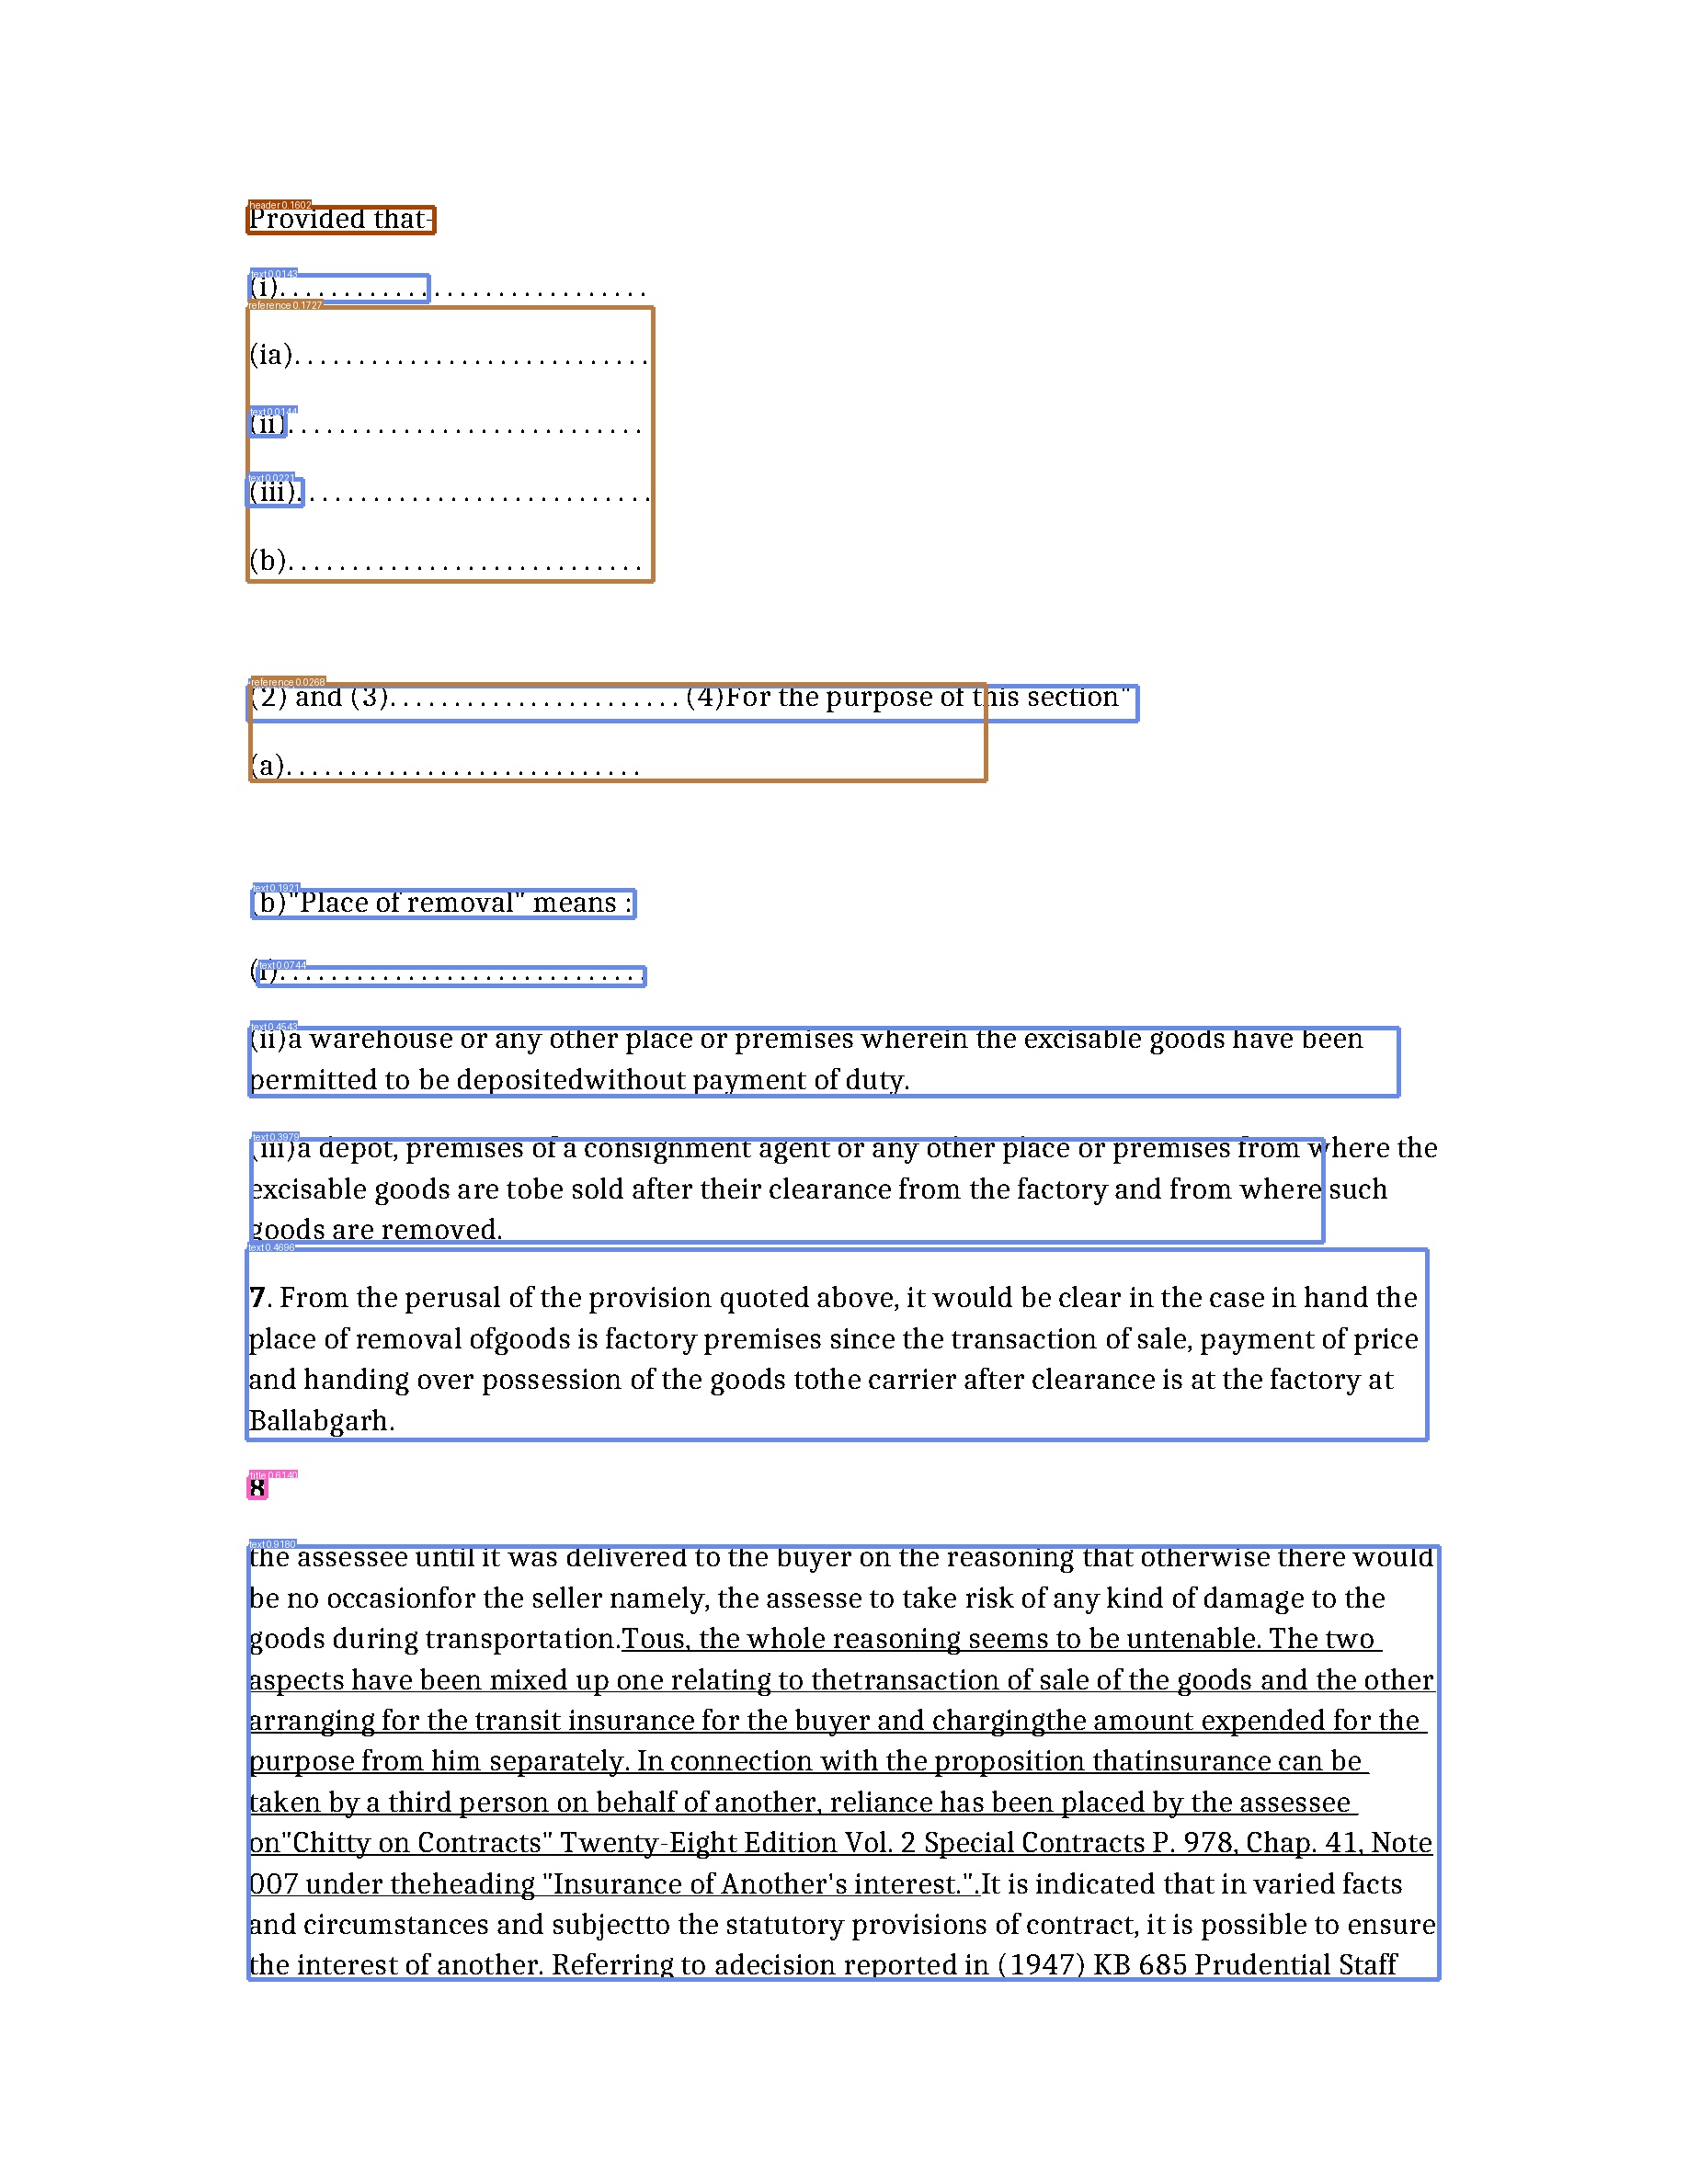 Provided that-
(i)............................
(ia)............................
(ii)............................
(iii)...........................
(b)............................
(2) and (3)....................... (4)For the purpose of this section"
(a)............................
(b)"Place of removal" means :
(i).............................
(ii)a warehouse or any other place or premises wherein the excisable goods have been
permitted to be depositedwithout payment of duty.
(iii)a depot, premises of a consignment agent or any other place or premises from where the
excisable goods are tobe sold after their clearance from the factory and from where such
goods are removed.
7. From the perusal of the provision quoted above, it would be clear in the case in hand the
place of removal ofgoods is factory premises since the transaction of sale, payment of price
and handing over possession of the goods tothe carrier after clearance is at the factory at
Ballabgarh.
8
the assessee until it was delivered to the buyer on the reasoning that otherwise there would
be no occasionfor the seller namely, the assesse to take risk of any kind of damage to the
goods during transportation.Tous, the whole reasoning seems to be untenable. The two
aspects have been mixed up one relating to thetransaction of sale of the goods and the other
arranging for the transit insurance for the buyer and chargingthe amount expended for the
purpose from him separately. In connection with the proposition thatinsurance can be
taken by a third person on behalf of another, reliance has been placed by the assessee
on"Chitty on Contracts" Twenty-Eight Edition Vol. 2 Special Contracts P. 978, Chap. 41, Note
007 under theheading "Insurance of Another's interest.".It is indicated that in varied facts
and circumstances and subjectto the statutory provisions of contract, it is possible to ensure
the interest of another. Referring to adecision reported in (1947) KB 685 Prudential Staff